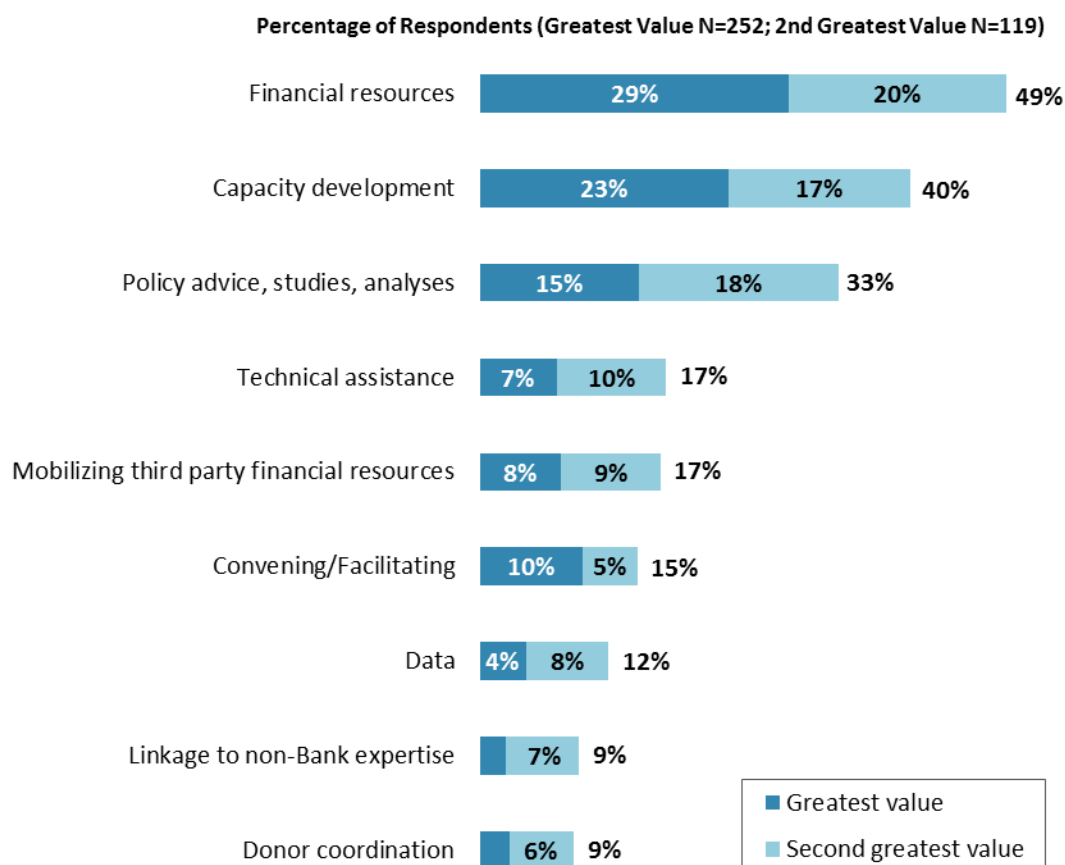 Percentage of Respondents (Greatest Value N=252; 2nd Greatest Value N=119)
Financial resources 29% 20% 49%
Capacity development 23% 17% 40%
Policy advice, studies, analyses 15% 18% 33%
Technical assistance 7% 10% 17%
Mobilizing third party financial resources 8% 9% 17%
Convening/Facilitating 10% 5% 15%
Data 4% 8% 12%
Linkage to non-Bank expertise 7% 9%
Donor coordination 6% 9%
Greatest value
Second greatest value